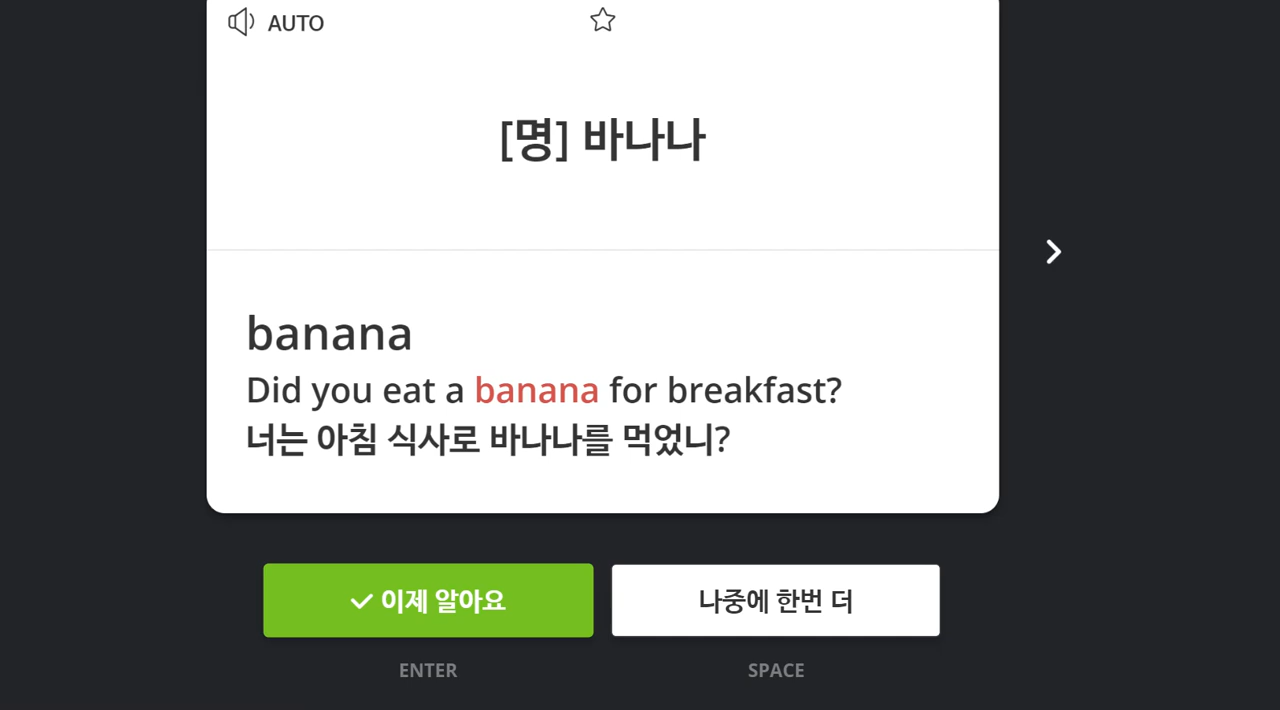 AUTO
[명] 바나나
banana
Did you eat a banana for breakfast?
너는 아침 식사로 바나나를 먹었니?
이제 알아요
나중에 한번 더
ENTER
SPACE